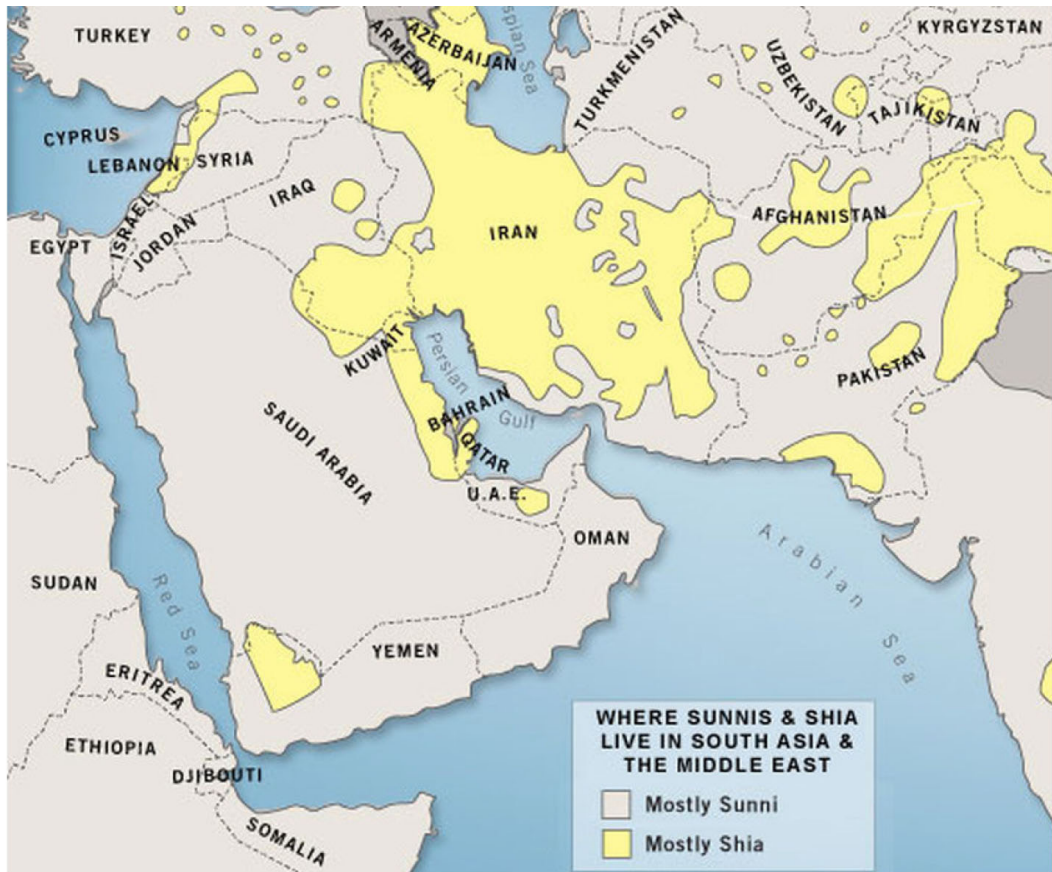 TURKEY
ARMENIA
AZERBAIJAN
spian Sea
TURKMENISTAN
UZBEKISTAN
KYRGYZSTAN
TAJIKISTAN
CYPRUS
LEBANON
SYRIA
IRAQ
IRAN
AFGHANISTAN
ISRAEL
JORDAN
EGYPT
KUWAIT
Persian
Gulf
PAKISTAN
BAHRAIN
QATAR
SAUDI ARABIA
U.A.E.
OMAN
Arabian Sea
SUDAN
Red Sea
YEMEN
ERITREA
ETHIOPIA
DJIBOUTI
SOMALIA
WHERE SUNNIS & SHIA
LIVE IN SOUTH ASIA &
THE MIDDLE EAST
Mostly Sunni
Mostly Shia